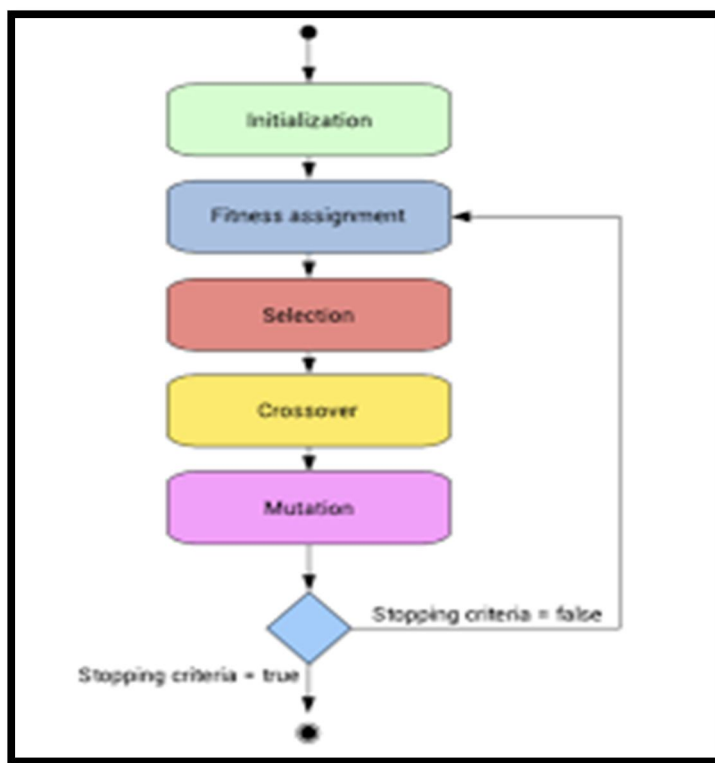 Initialization
Fitness assignment
Selection
Crossover
Mutation
Stopping criteria = false
Stopping criteria = true